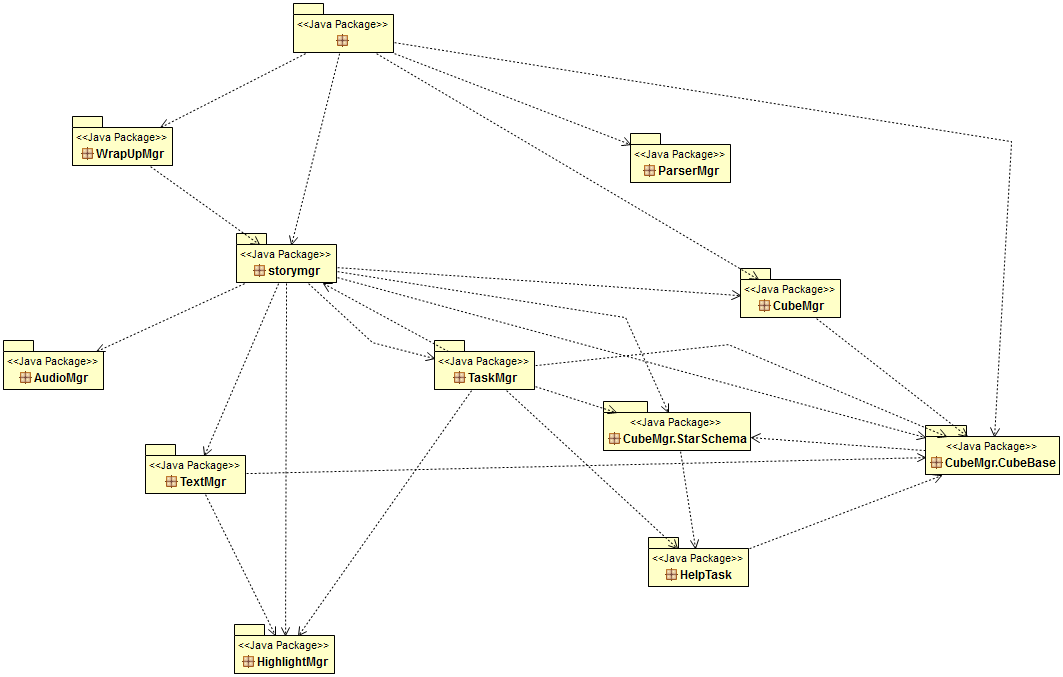 <<Java Package>>
<<Java Package>>
WrapUpMgr
<<Java Package>>
ParserMgr
<<Java Package>>
storymgr
<<Java Package>>
CubeMgr
<<Java Package>>
AudioMgr
<<Java Package>>
TaskMgr
<<Java Package>>
CubeMgr.StarSchema
<<Java Package>>
CubeMgr.CubeBase
<<Java Package>>
TextMgr
<<Java Package>>
HelpTask
<<Java Package>>
HighlightMgr